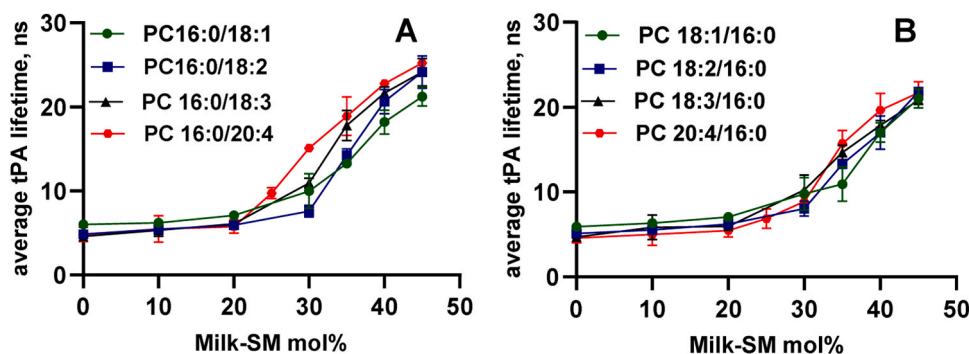 A
PC16:0/18:1
PC16:0/18:2
PC 16:0/18:3
PC 16:0/20:4
average tPA lifetime, ns
30
20
10
0
0 10 20 30 40 50
Milk-SM mol%
B
PC 18:1/16:0
PC 18:2/16:0
PC 18:3/16:0
PC 20:4/16:0
average tPA lifetime, ns
30
20
10
0
0 10 20 30 40 50
Milk-SM mol%